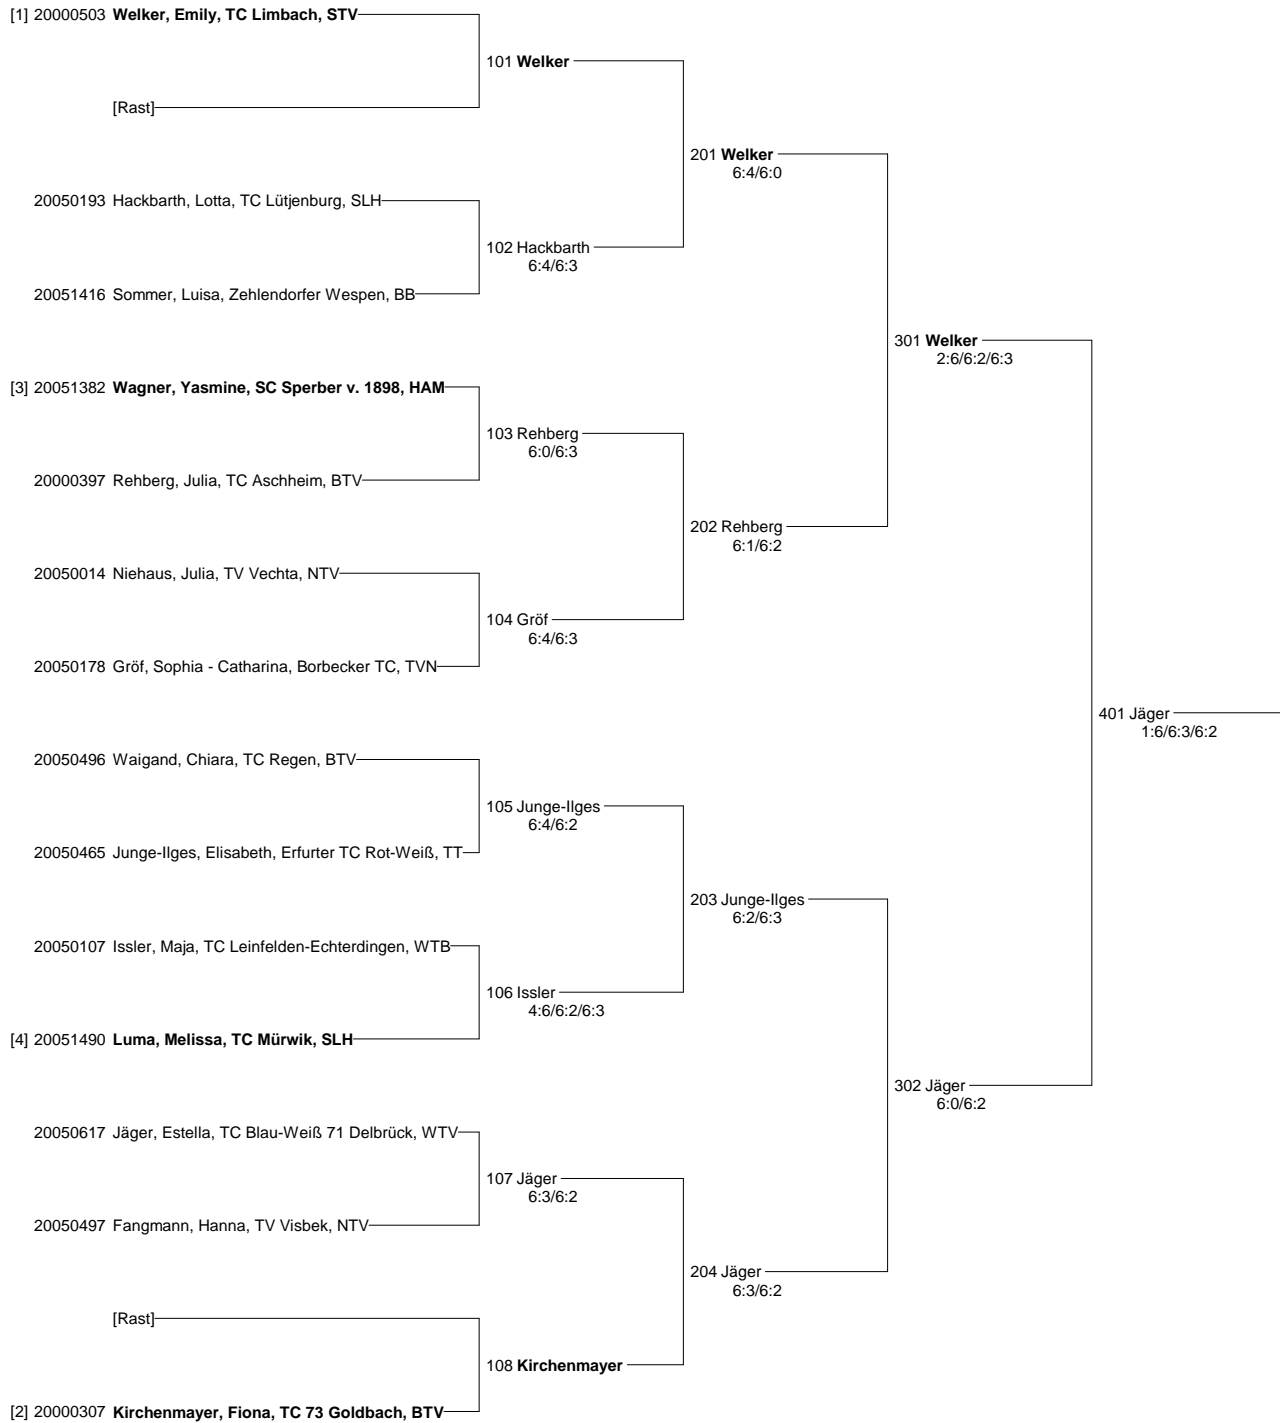 [1] 20000503 Welker, Emily, TC Limbach, STV
101 Welker
[Rast]
201 Welker
6:4/6:0
20050193 Hackbarth, Lotta, TC Lütjenburg, SLH
102 Hackbarth
6:4/6:3
20051416 Sommer, Luisa, Zehlendorfer Wespen, BB
301 Welker
2:6/6:2/6:3
[3] 20051382 Wagner, Yasmine, SC Sperber v. 1898, HAM
103 Rehberg
6:0/6:3
20000397 Rehberg, Julia, TC Aschheim, BTV
202 Rehberg
6:1/6:2
20050014 Niehaus, Julia, TV Vechta, NTV
104 Gröf
6:4/6:3
20050178 Gröf, Sophia - Catharina, Borbecker TC, TVN
401 Jäger
1:6/6:3/6:2
20050496 Waigand, Chiara, TC Regen, BTV
105 Junge-Ilges
6:4/6:2
20050465 Junge-Ilges, Elisabeth, Erfurter TC Rot-Weiß, TT
203 Junge-Ilges
6:2/6:3
20050107 Issler, Maja, TC Leinfelden-Echterdingen, WTB
106 Issler
4:6/6:2/6:3
[4] 20051490 Luma, Melissa, TC Mürwik, SLH
302 Jäger
6:0/6:2
20050617 Jäger, Estella, TC Blau-Weiß 71 Delbrück, WTV
107 Jäger
6:3/6:2
20050497 Fangmann, Hanna, TV Visbek, NTV
204 Jäger
6:3/6:2
[Rast]
108 Kirchenmayer
[2] 20000307 Kirchenmayer, Fiona, TC 73 Goldbach, BTV